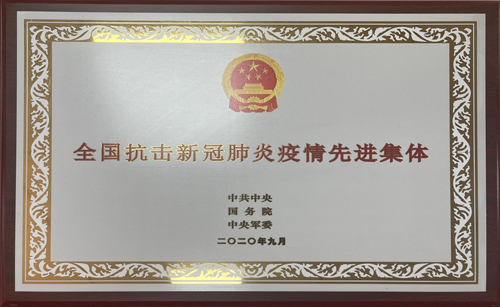 全国抗击新冠肺炎疫情先进集体
中共中央
国务院
中央军委
二〇二〇年九月